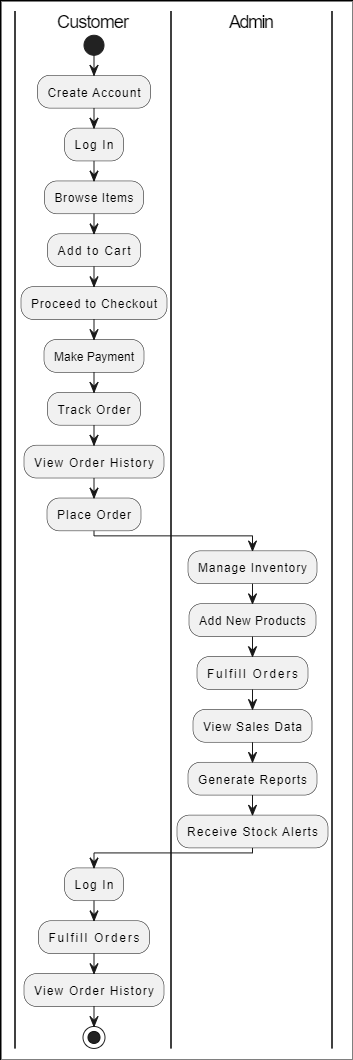 Customer
Admin
Create Account
Log In
Browse Items
Add to Cart
Proceed to Checkout
Make Payment
Track Order
View Order History
Place Order
Manage Inventory
Add New Products
Fulfill Orders
View Sales Data
Generate Reports
Receive Stock Alerts
Log In
Fulfill Orders
View Order History